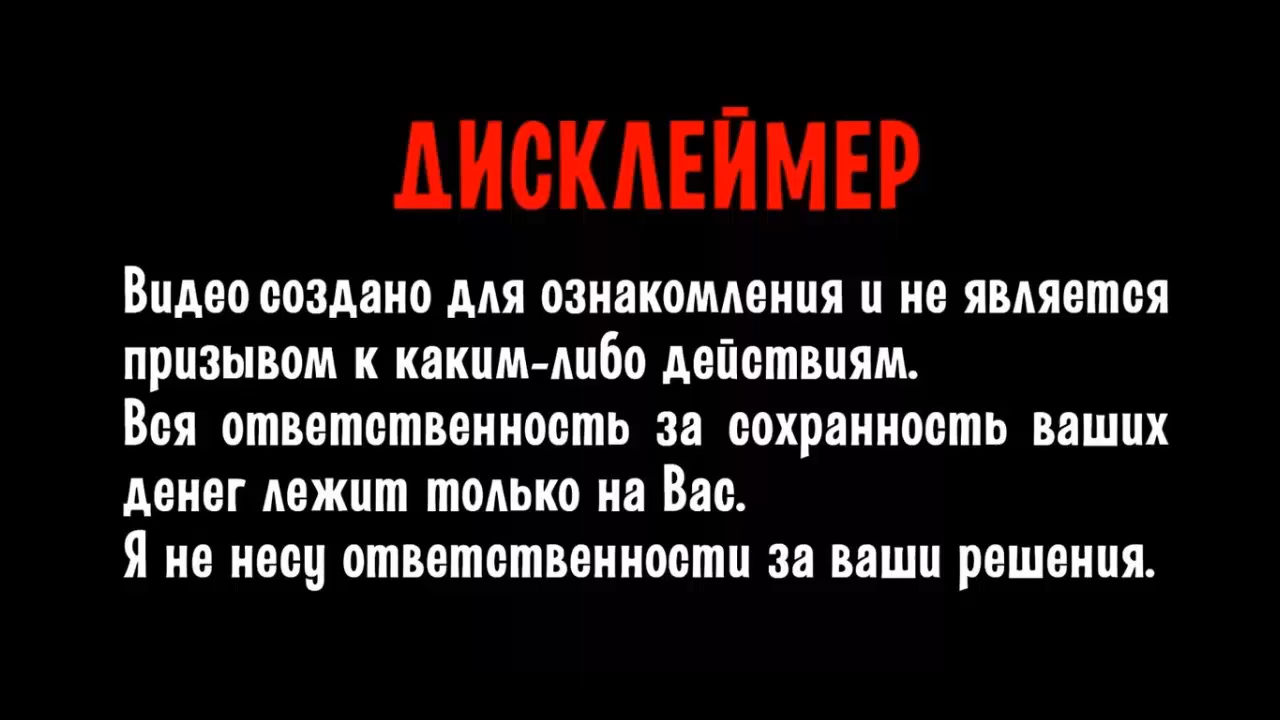 ДИСКЛЕЙМЕР
Видео создано для ознакомления и не является
призывом к каким-либо действиям.
Вся ответственность за сохранность ваших
денег лежит только на Вас.
Я не несу ответственности за ваши решения.